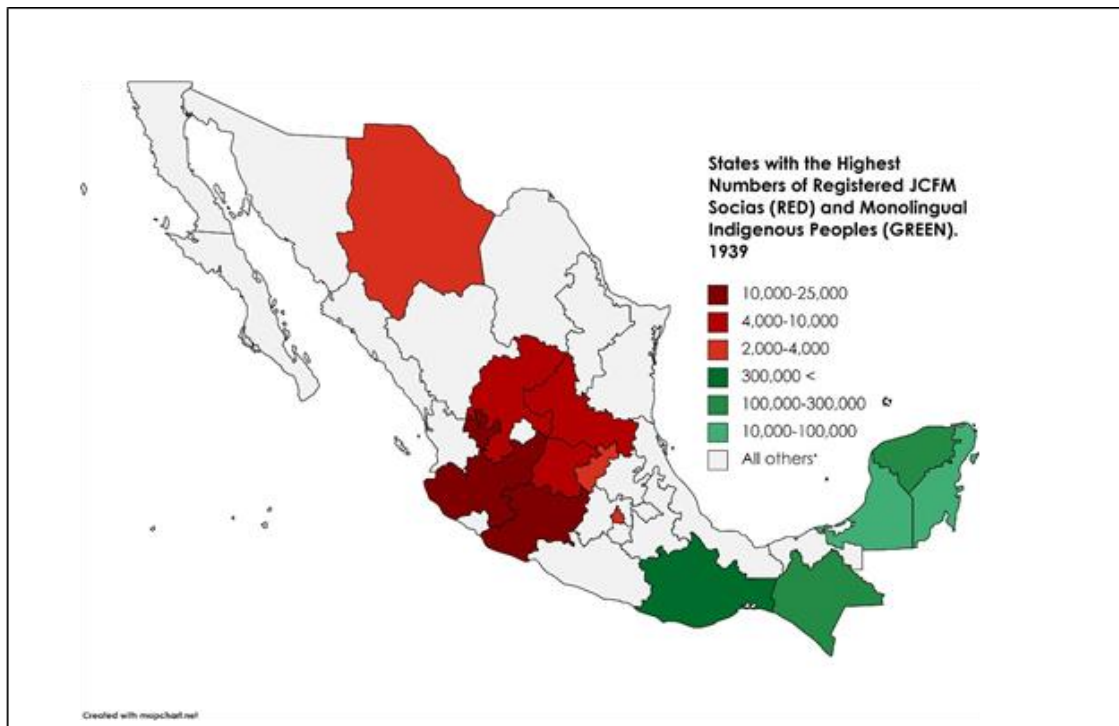 States with the Highest
Numbers of Registered JCFM
Socias (RED) and Monolingual
Indigenous Peoples (GREEN).
1939
10,000-25,000
4,000-10,000
2,000-4,000
300,000 <
100,000-300,000
10,000-100,000
All others*
Created with mapchart.net